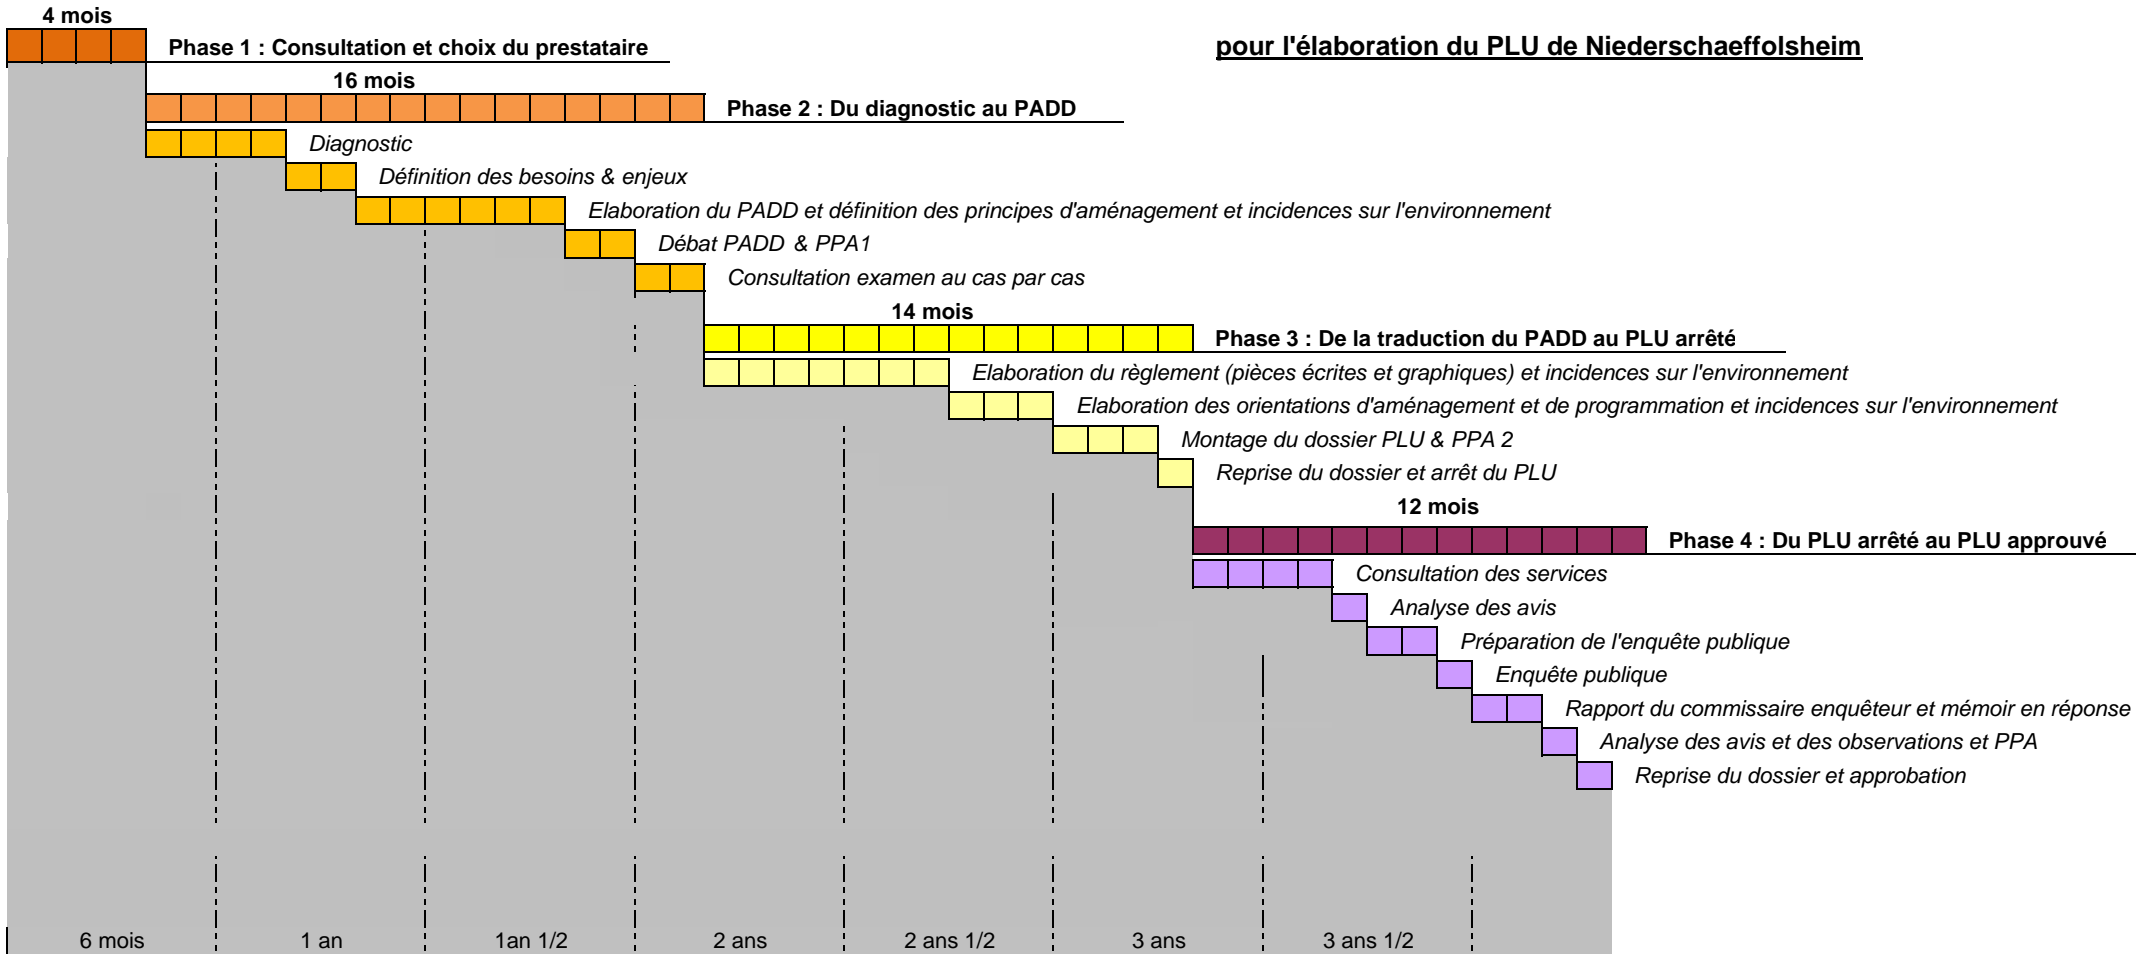 4 mois
Phase 1 : Consultation et choix du prestataire
pour l'élaboration du PLU de Niederschaeffolsheim
16 mois
Phase 2 : Du diagnostic au PADD
Diagnostic
Définition des besoins & enjeux
Elaboration du PADD et définition des principes d'aménagement et incidences sur l'environnement
Débat PADD & PPA1
Consultation examen au cas par cas
14 mois
Phase 3 : De la traduction du PADD au PLU arrêté
Elaboration du règlement (pièces écrites et graphiques) et incidences sur l'environnement
Elaboration des orientations d'aménagement et de programmation et incidences sur l'environnement
Montage du dossier PLU & PPA 2
Reprise du dossier et arrêt du PLU
12 mois
Phase 4 : Du PLU arrêté au PLU approuvé
Consultation des services
Analyse des avis
Préparation de l'enquête publique
Enquête publique
Rapport du commissaire enquêteur et mémoir en réponse
Analyse des avis et des observations et PPA
Reprise du dossier et approbation
6 mois
1 an
1an 1/2
2 ans
2 ans 1/2
3 ans
3 ans 1/2